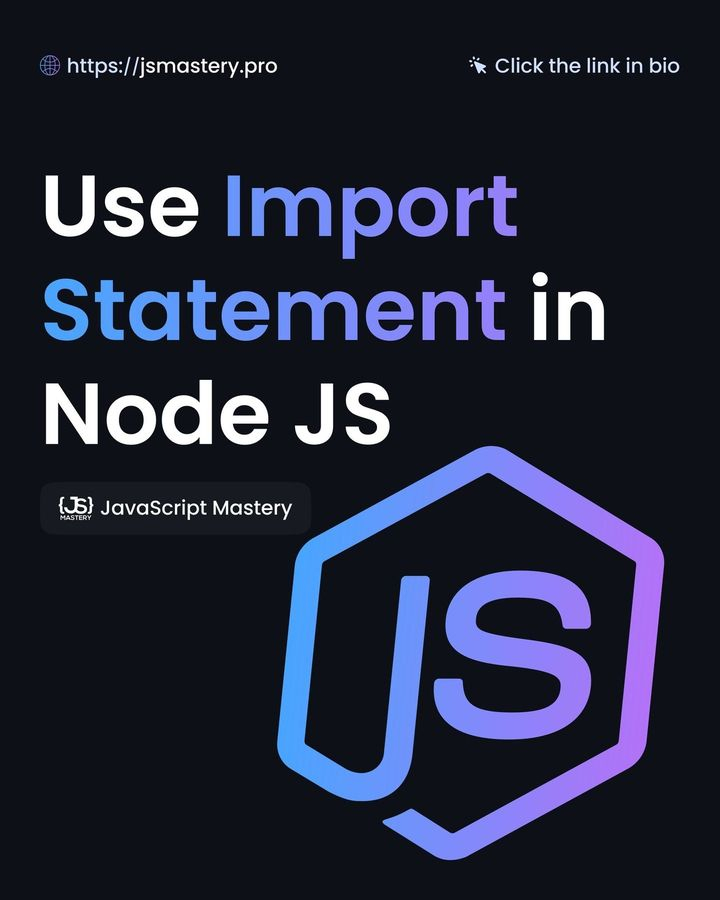 https://jsmastery.pro
Click the link in bio
Use Import
Statement in
Node JS
{JS}
MASTERY
JavaScript Mastery
JS